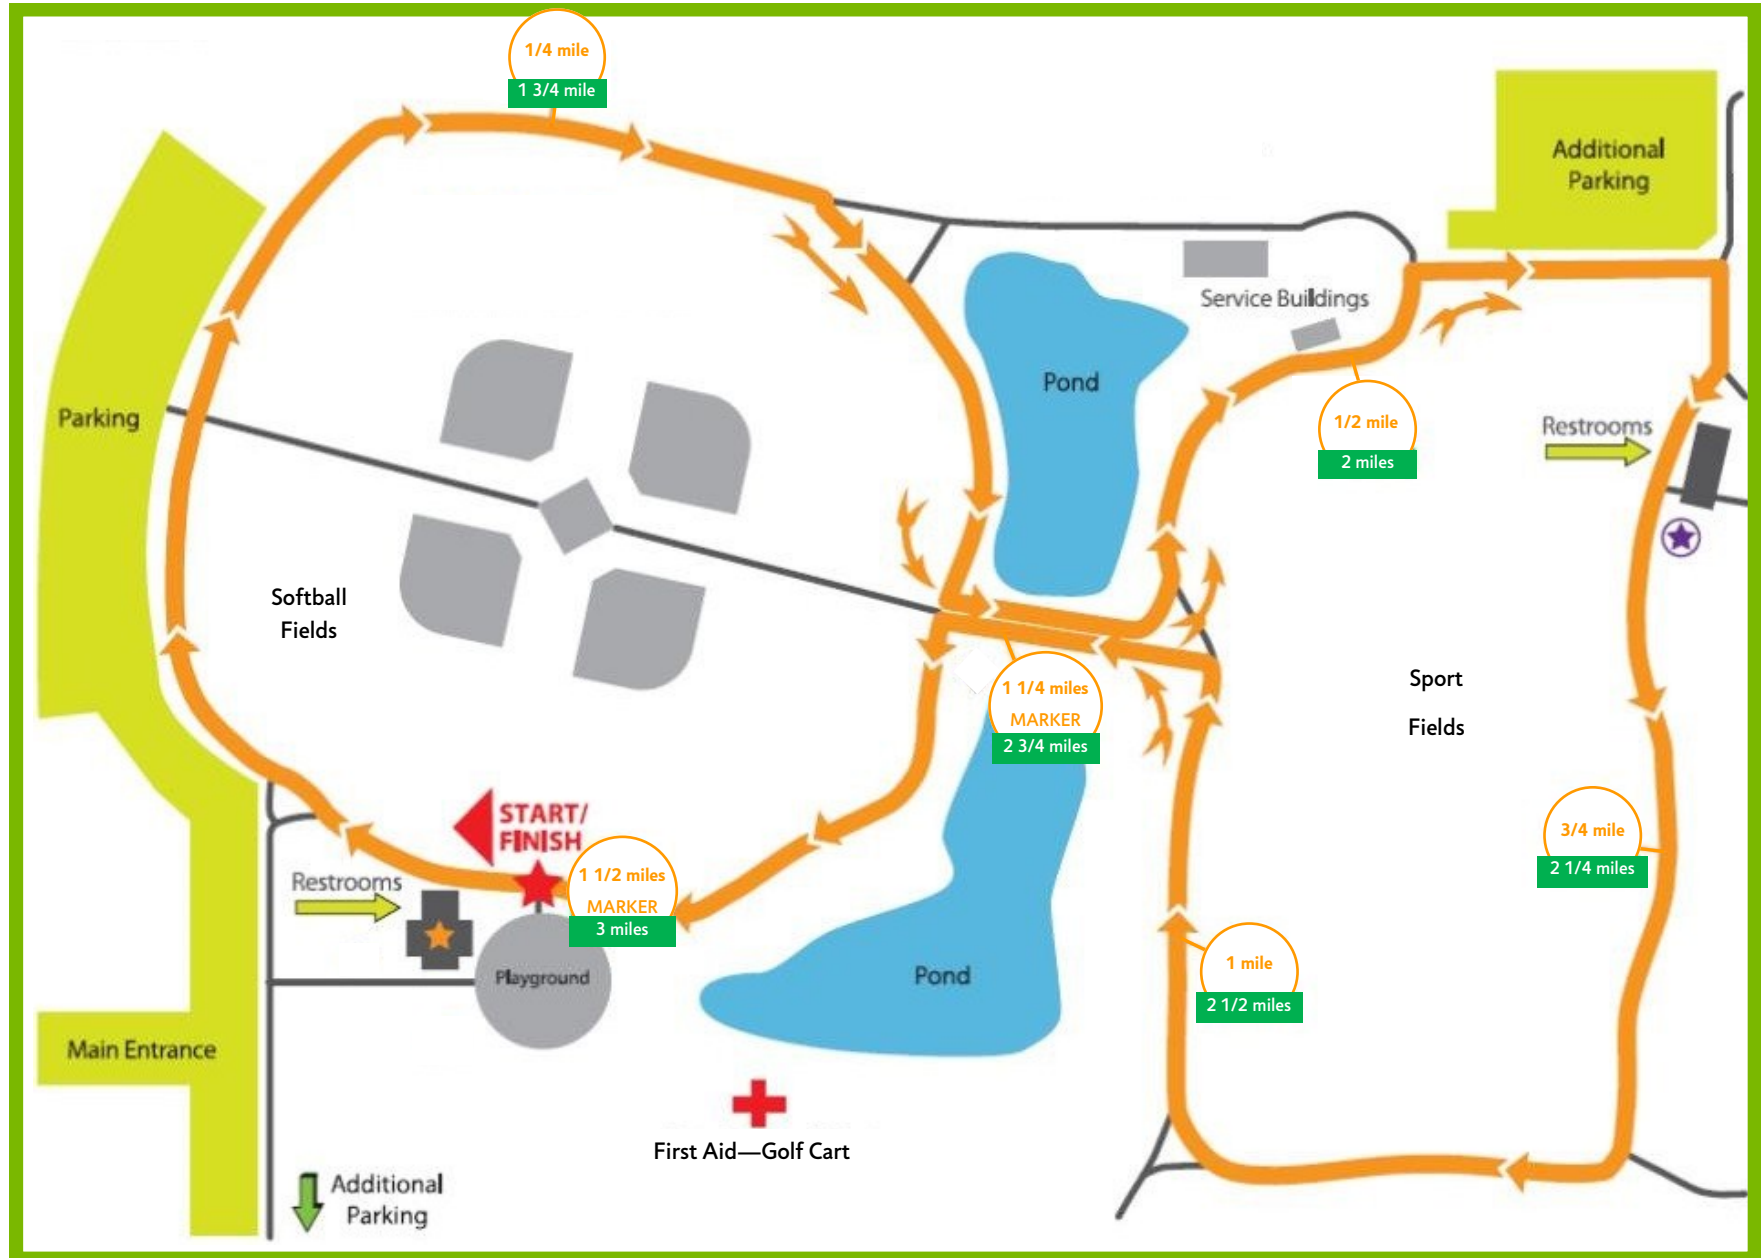 1/4 mile
1 3/4 mile
Additional
Parking
Service Buildings
Pond
Parking
1/2 mile
2 miles
Restrooms
Softball
Fields
Sport
Fields
1 1/4 miles
MARKER
2 3/4 miles
START/
FINISH
3/4 mile
2 1/4 miles
1 1/2 miles
MARKER
3 miles
Restrooms
Playground
Pond
1 mile
2 1/2 miles
Main Entrance
First Aid—Golf Cart
Additional
Parking